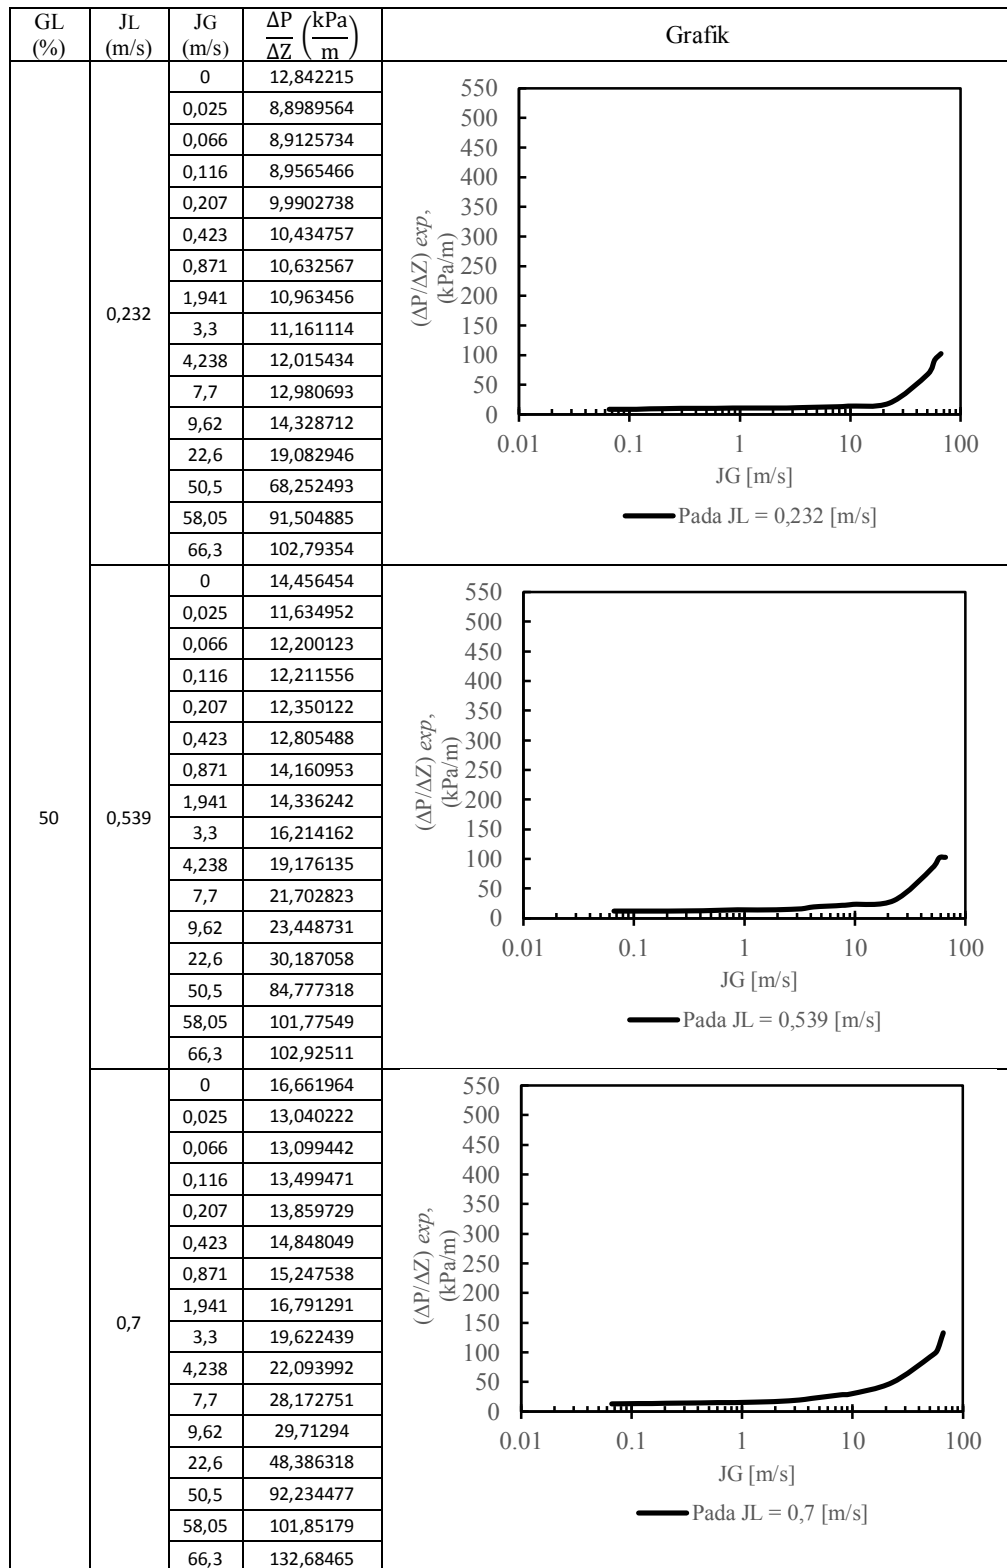 GL (%) | JL (m/s) | JG (m/s) | ΔP/ΔZ (kPa/m) | Grafik
50 | 0,232 | 0 | 12,842215
0,025 | 8,8989564
0,066 | 8,9125734
0,116 | 8,9565466
0,207 | 9,9902738
0,423 | 10,434757
0,871 | 10,632567
1,941 | 10,963456
3,3 | 11,161114
4,238 | 12,015434
7,7 | 12,980693
9,62 | 14,328712
22,6 | 19,082946
50,5 | 68,252493
58,05 | 91,504885
66,3 | 102,79354
550
500
450
400
350
300
250
200
150
100
50
0
(ΔP/ΔZ) exp,
(kPa/m)
0.01 0.1 1 10 100
JG [m/s]
Pada JL = 0,232 [m/s]
0,539 | 0 | 14,456454
0,025 | 11,634952
0,066 | 12,200123
0,116 | 12,211556
0,207 | 12,350122
0,423 | 12,805488
0,871 | 14,160953
1,941 | 14,336242
3,3 | 16,214162
4,238 | 19,176135
7,7 | 21,702823
9,62 | 23,448731
22,6 | 30,187058
50,5 | 84,777318
58,05 | 101,77549
66,3 | 102,92511
550
500
450
400
350
300
250
200
150
100
50
0
(ΔP/ΔZ) exp,
(kPa/m)
0.01 0.1 1 10 100
JG [m/s]
Pada JL = 0,539 [m/s]
0,7 | 0 | 16,661964
0,025 | 13,040222
0,066 | 13,099442
0,116 | 13,499471
0,207 | 13,859729
0,423 | 14,848049
0,871 | 15,247538
1,941 | 16,791291
3,3 | 19,622439
4,238 | 22,093992
7,7 | 28,172751
9,62 | 29,71294
22,6 | 48,386318
50,5 | 92,234477
58,05 | 101,85179
66,3 | 132,68465
550
500
450
400
350
300
250
200
150
100
50
0
(ΔP/ΔZ) exp,
(kPa/m)
0.01 0.1 1 10 100
JG [m/s]
Pada JL = 0,7 [m/s]